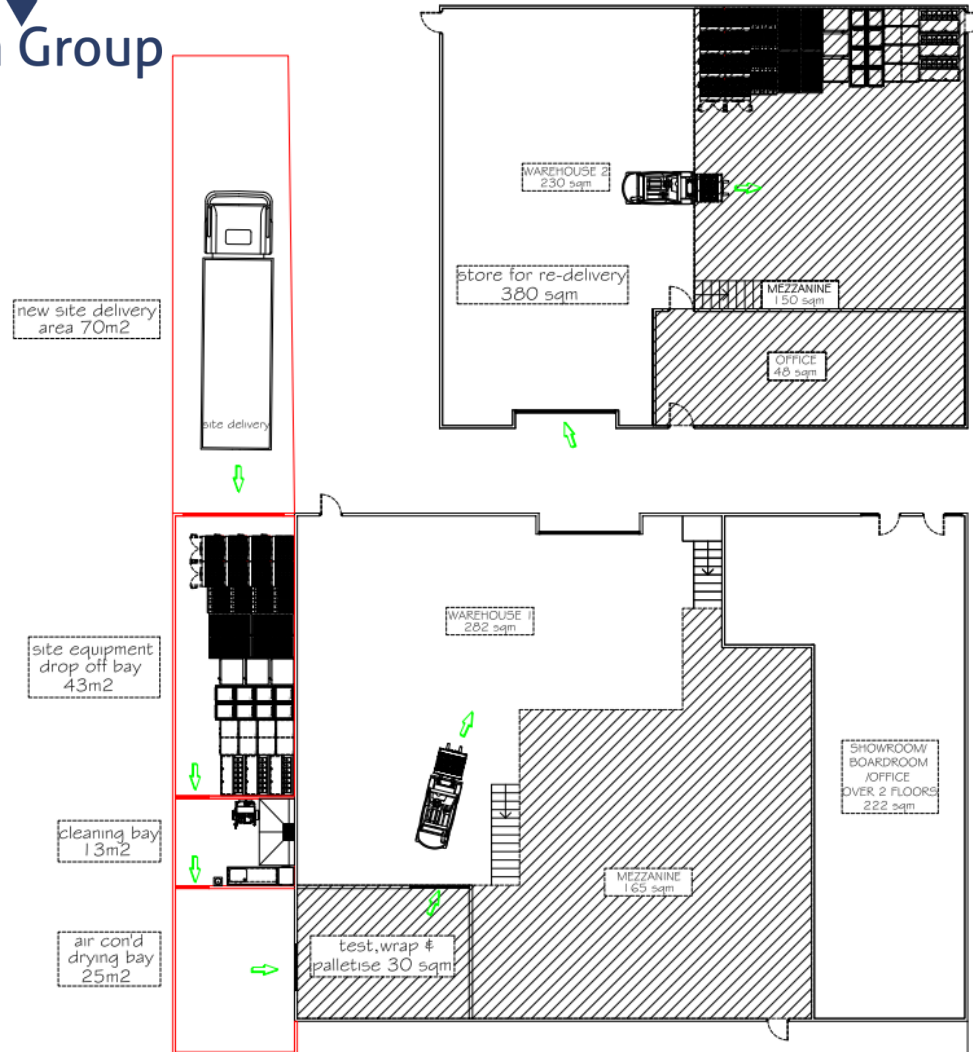 Group
WAREHOUSE 2
230 sqm
store for re-delivery
380 sqm
MEZZANINE
150 sqm
OFFICE
48 sqm
new site delivery
area 70m2
site delivery
site equipment
drop off bay
43m2
WAREHOUSE 1
282 sqm
SHOWROOM/
BOARDROOM
/OFFICE
OVER 2 FLOORS
222 sqm
cleaning bay
13m2
MEZZANINE
165 sqm
air con'd
drying bay
25m2
test,wrap &
palletise 30 sqm